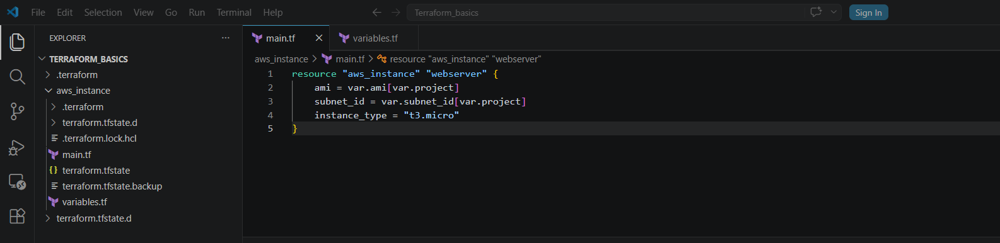 File Edit Selection View Go Run Terminal Help Terraform_basics Sign In
EXPLORER ...
TERRAFORM_BASICS
.terraform
aws_instance
.terraform
terraform.tfstate.d
.terraform.lock.hcl
main.tf
terraform.tfstate
terraform.tfstate.backup
variables.tf
terraform.tfstate.d
main.tf variables.tf
aws_instance > main.tf > resource "aws_instance" "webserver"
1 resource "aws_instance" "webserver" {
2 ami = var.ami[var.project]
3 subnet_id = var.subnet_id[var.project]
4 instance_type = "t3.micro"
5 }